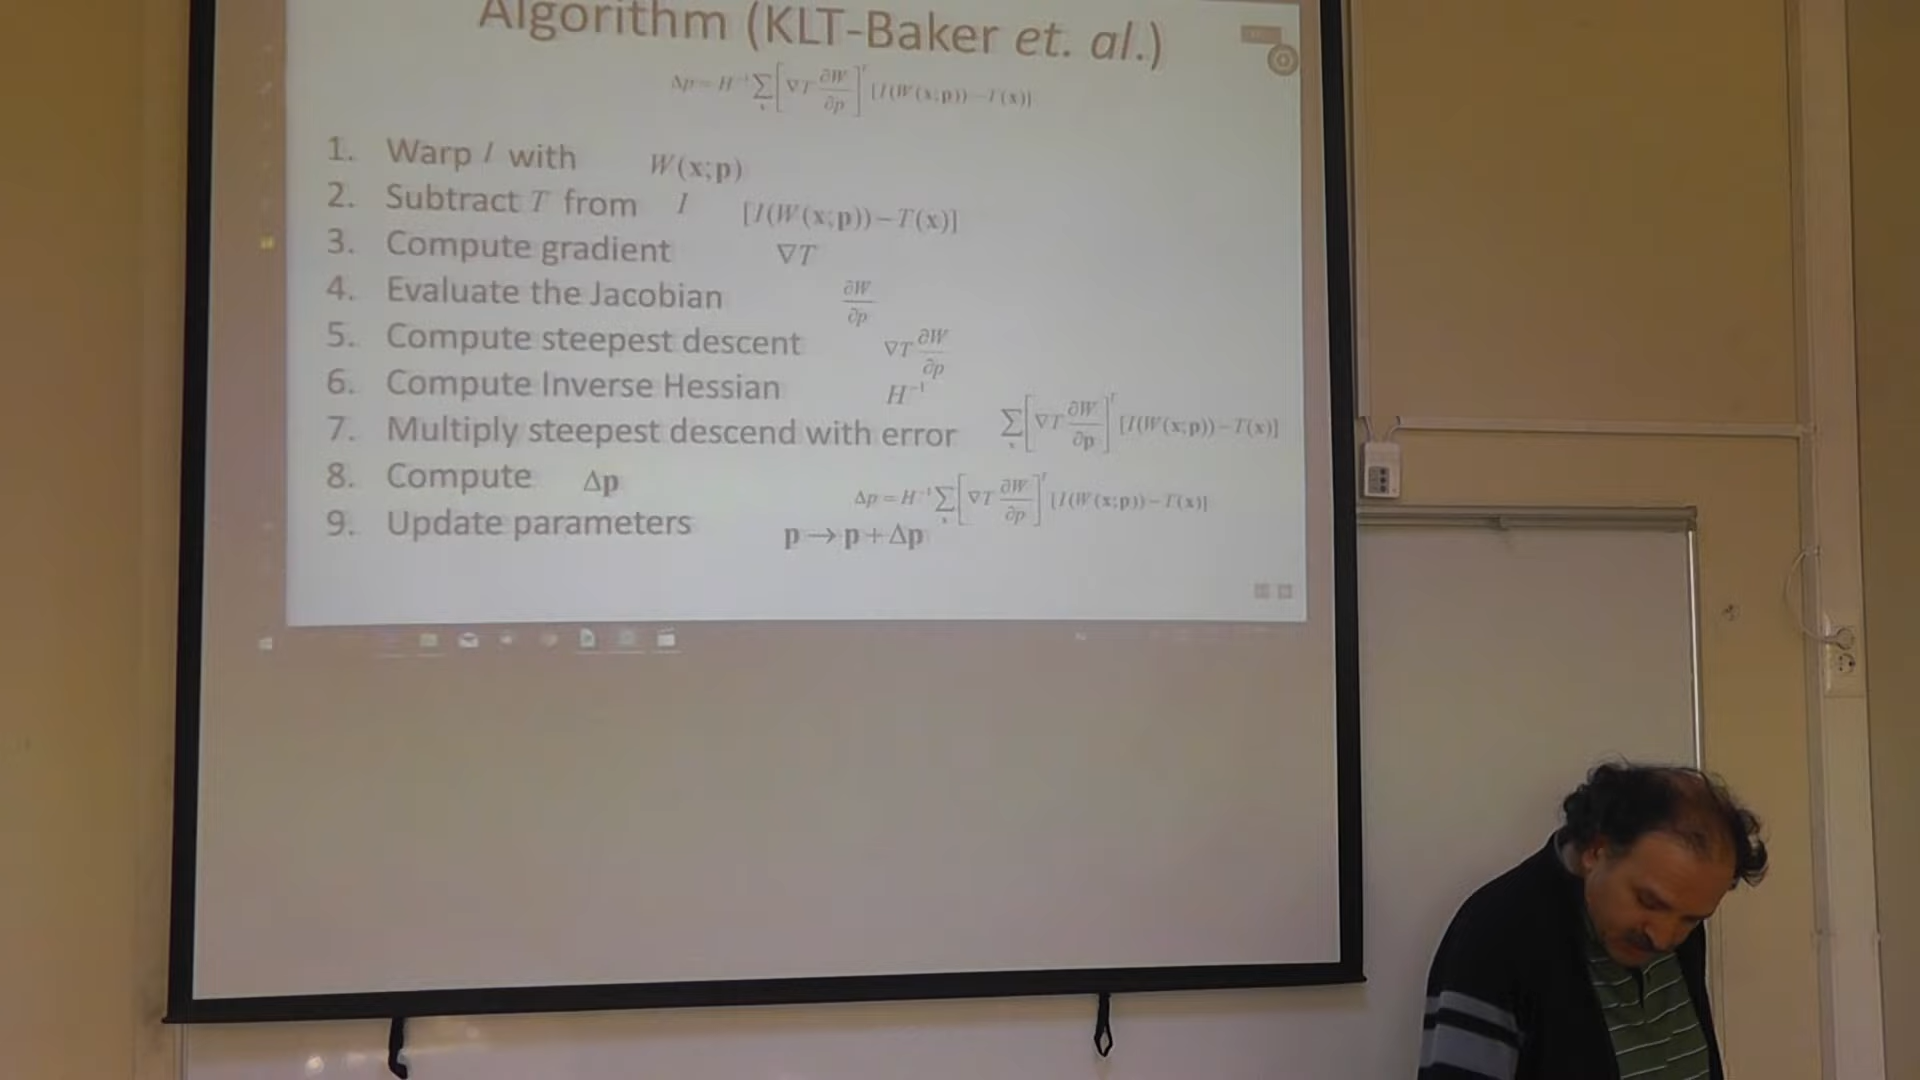 Algorithm (KLT-Baker et. al.)
Δp = H⁻¹ ∑ₓ [∇T ∂W/∂p]ᵀ [I(W(x;p)) − T(x)]
1. Warp I with W(x;p)
2. Subtract T from I [I(W(x;p)) − T(x)]
3. Compute gradient ∇T
4. Evaluate the Jacobian ∂W/∂p
5. Compute steepest descent ∇T ∂W/∂p
6. Compute Inverse Hessian H⁻¹
7. Multiply steepest descend with error ∑ₓ [∇T ∂W/∂p]ᵀ [I(W(x;p)) − T(x)]
8. Compute Δp Δp = H⁻¹ ∑ₓ [∇T ∂W/∂p]ᵀ [I(W(x;p)) − T(x)]
9. Update parameters p → p + Δp